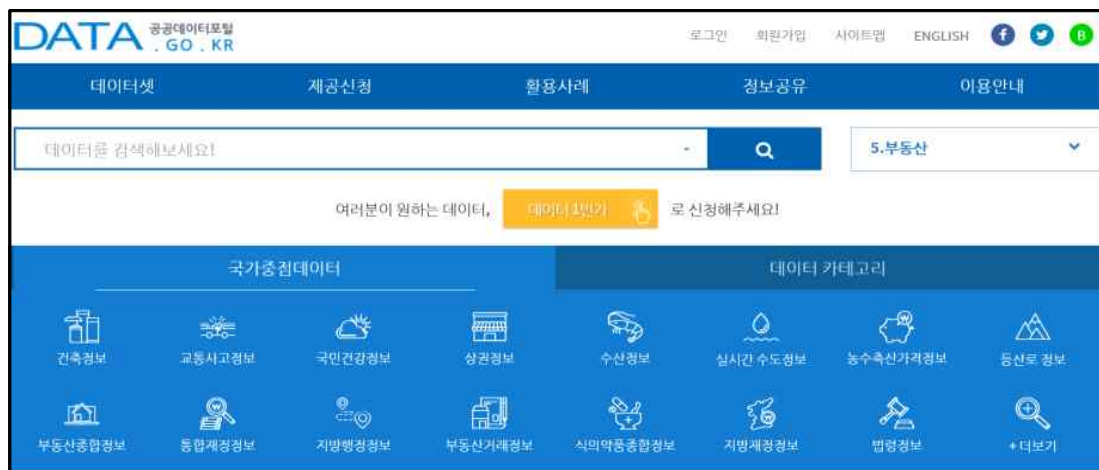 DATA 공공데이터포털
. GO . KR
로그인 회원가입 사이트맵 ENGLISH f B
데이터셋 제공신청 활용사례 정보공유 이용안내
데이터를 검색해보세요! 5.부동산
여러분이 원하는 데이터, 데이터1번가 로 신청해주세요!
국가중점데이터 데이터 카테고리
건축정보 교통사고정보 국민건강정보 상권정보 수산정보 실시간 수도정보 농수축산가격정보 등산로 정보
부동산종합정보 통합재정정보 지방행정정보 부동산거래정보 식의약품종합정보 지방재정정보 법령정보 +더보기